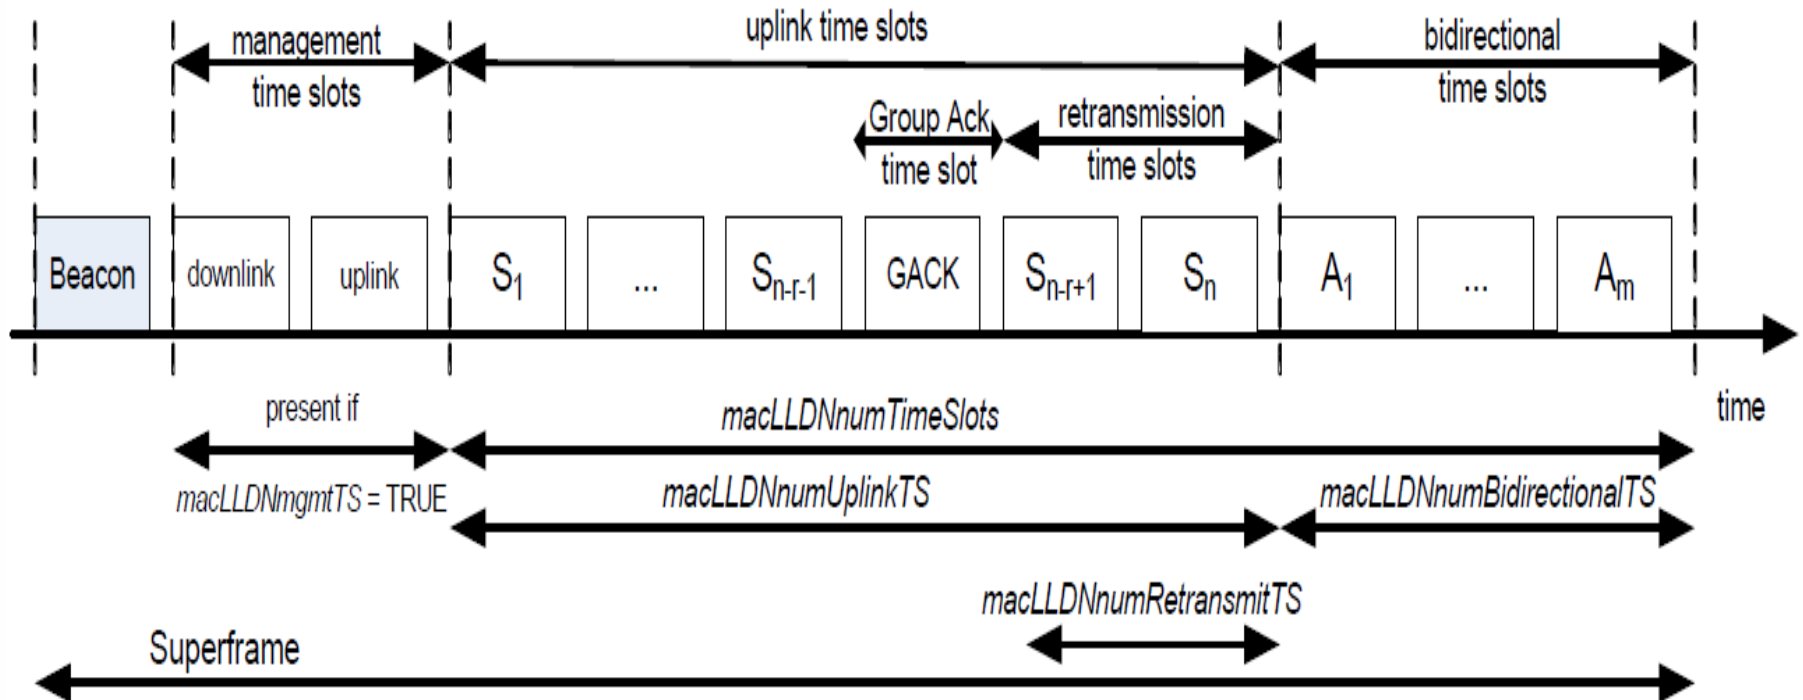 management
time slots
uplink time slots
bidirectional
time slots
Group Ack
time slot
retransmission
time slots
Beacon
downlink
uplink
S1
...
Sn-r-1
GACK
Sn-r+1
Sn
A1
...
Am
present if
macLLDNmgmtTS = TRUE
macLLDNnumTimeSlots
time
macLLDNnumUplinkTS
macLLDNnumBidirectionalTS
macLLDNnumRetransmitTS
Superframe